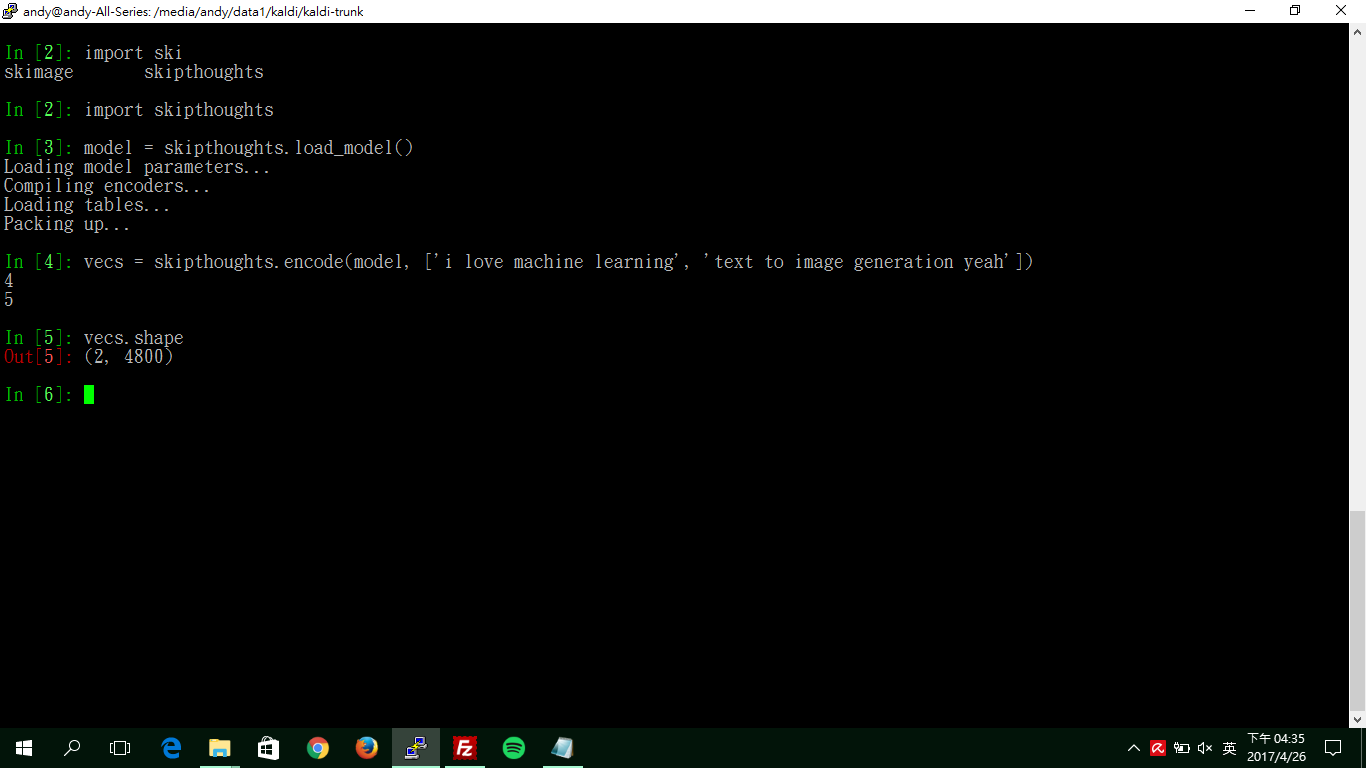 andy@andy-All-Series: /media/andy/data1/kaldi/kaldi-trunk
In [2]: import ski
skimage       skipthoughts
In [2]: import skipthoughts
In [3]: model = skipthoughts.load_model()
Loading model parameters...
Compiling encoders...
Loading tables...
Packing up...
In [4]: vecs = skipthoughts.encode(model, ['i love machine learning', 'text to image generation yeah'])
4
5
In [5]: vecs.shape
Out[5]: (2, 4800)
In [6]:
英
下午 04:35
2017/4/26